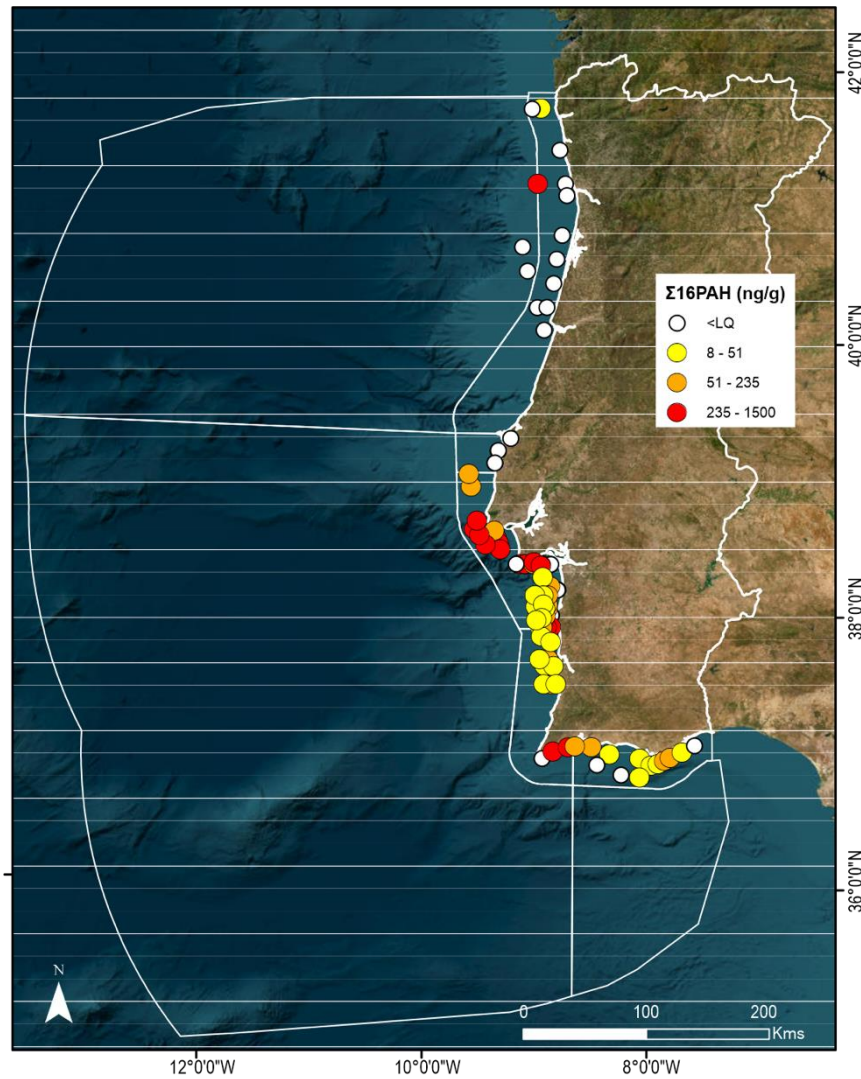 42°0'0"N
Σ16PAH (ng/g)
<LQ
8 - 51
51 - 235
235 - 1500
40°0'0"N
38°0'0"N
36°0'0"N
N
0 100 200
Kms
12°0'0"W 10°0'0"W 8°0'0"W